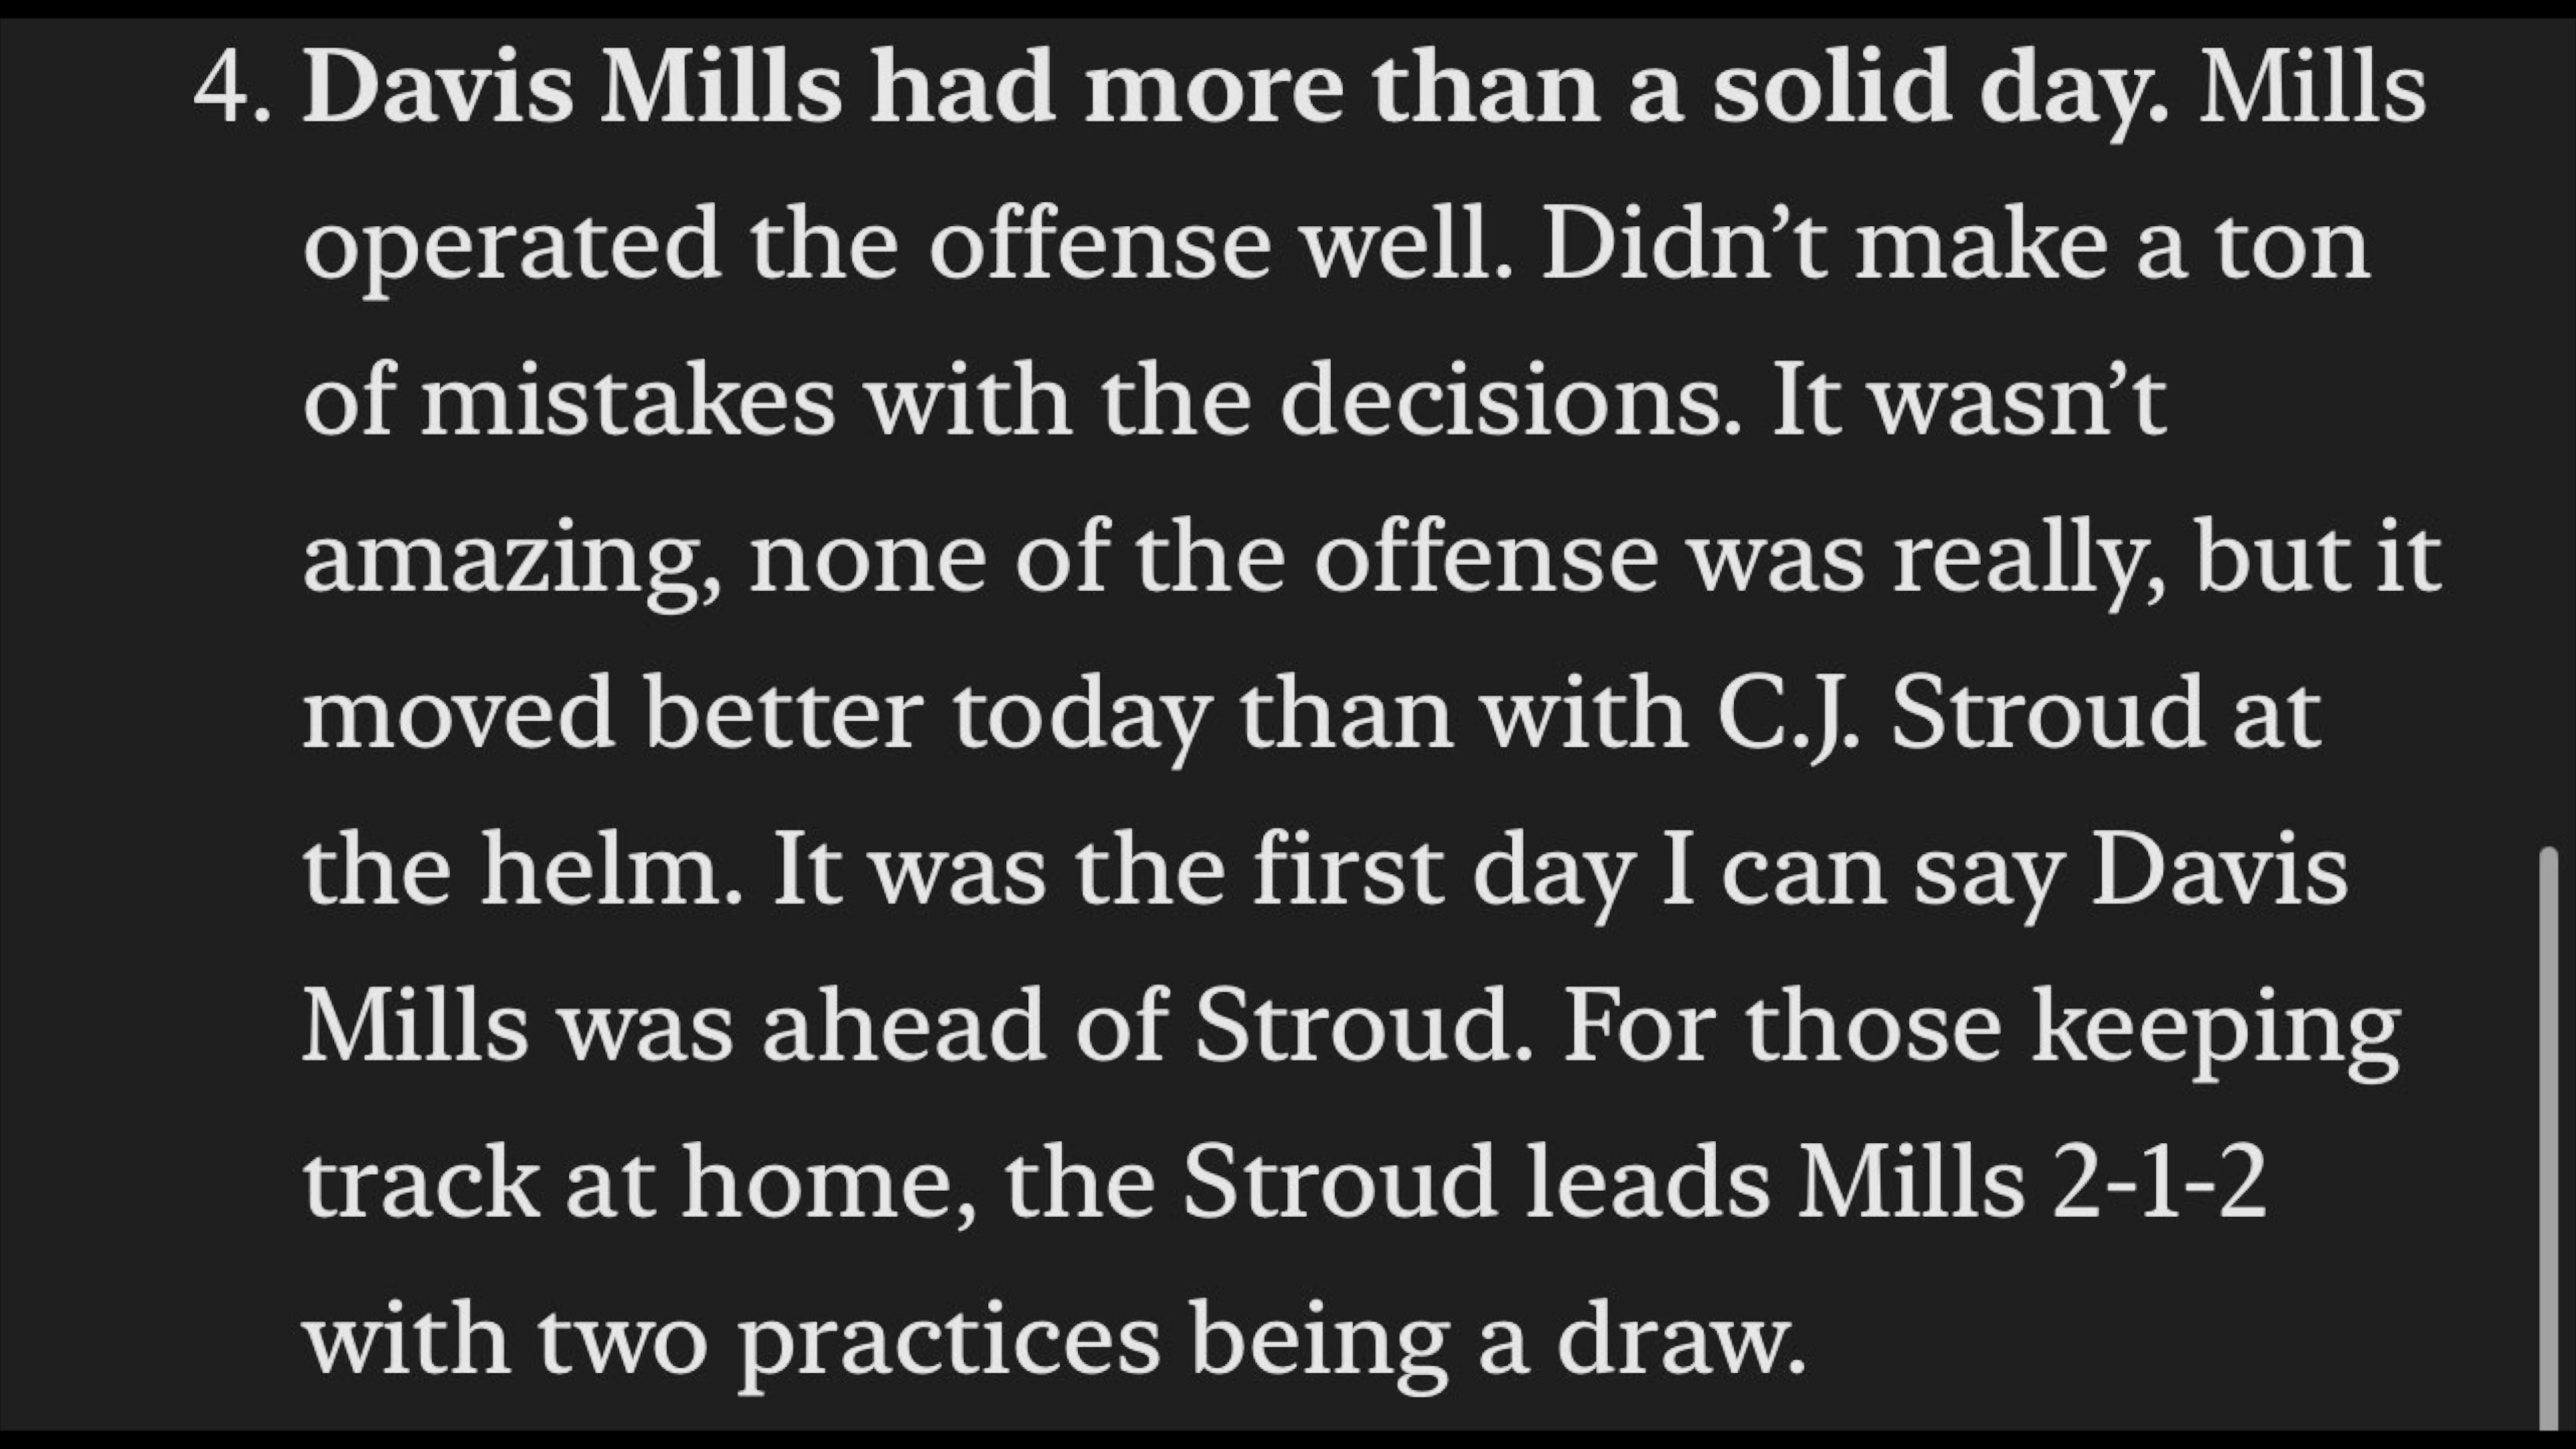 4. Davis Mills had more than a solid day. Mills
operated the offense well. Didn’t make a ton
of mistakes with the decisions. It wasn’t
amazing, none of the offense was really, but it
moved better today than with C.J. Stroud at
the helm. It was the first day I can say Davis
Mills was ahead of Stroud. For those keeping
track at home, the Stroud leads Mills 2-1-2
with two practices being a draw.